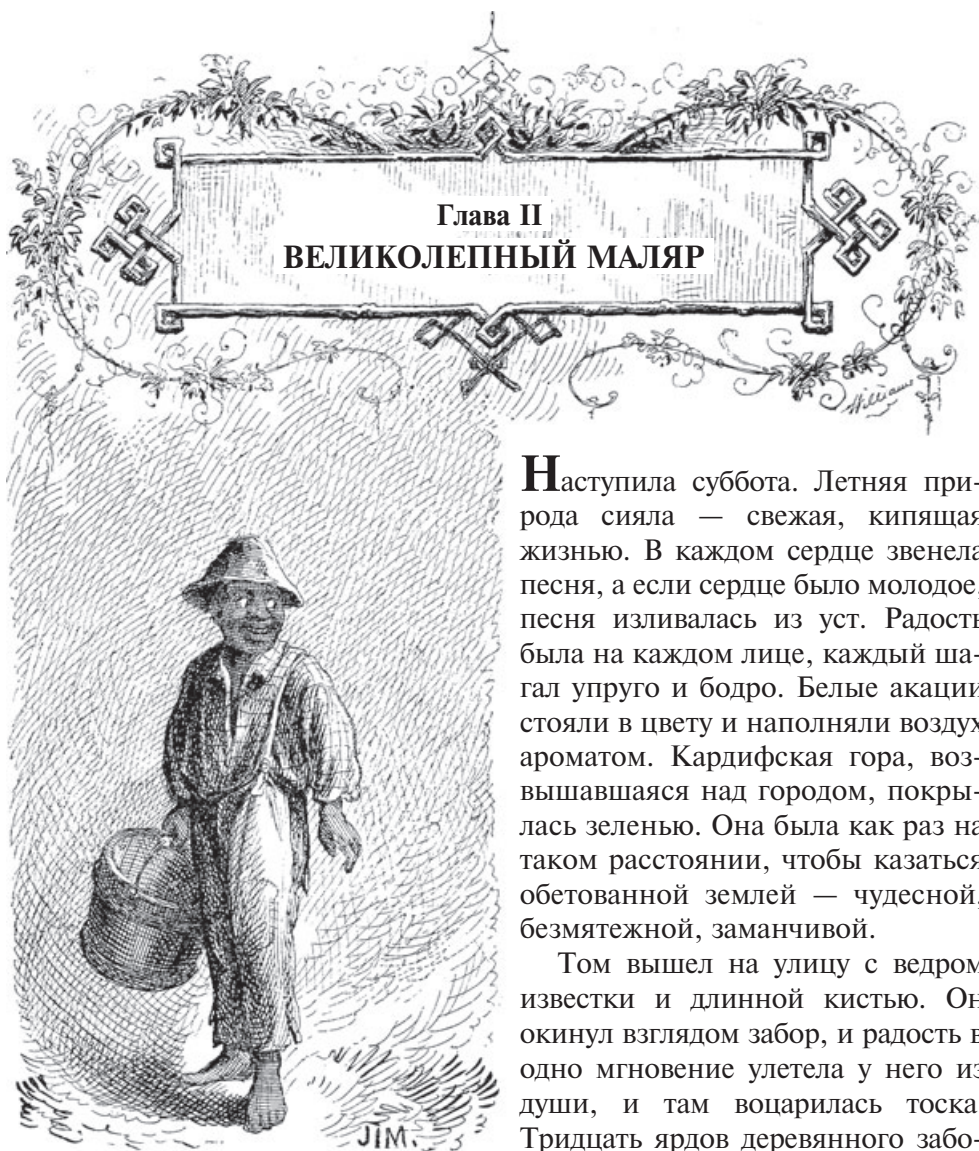 Глава II
ВЕЛИКОЛЕПНЫЙ МАЛЯР
Williams
Наступила суббота. Летняя при-
рода сияла — свежая, кипящая
жизнью. В каждом сердце звенела
песня, а если сердце было молодое,
песня изливалась из уст. Радость
была на каждом лице, каждый ша-
гал упруго и бодро. Белые акации
стояли в цвету и наполняли воздух
ароматом. Кардифская гора, воз-
вышавшаяся над городом, покры-
лась зеленью. Она была как раз на
таком расстоянии, чтобы казаться
обетованной землей — чудесной,
безмятежной, заманчивой.
Том вышел на улицу с ведром
известки и длинной кистью. Он
окинул взглядом забор, и радость в
одно мгновение улетела у него из
души, и там воцарилась тоска.
Тридцать ярдов деревянного забо-
JIM.